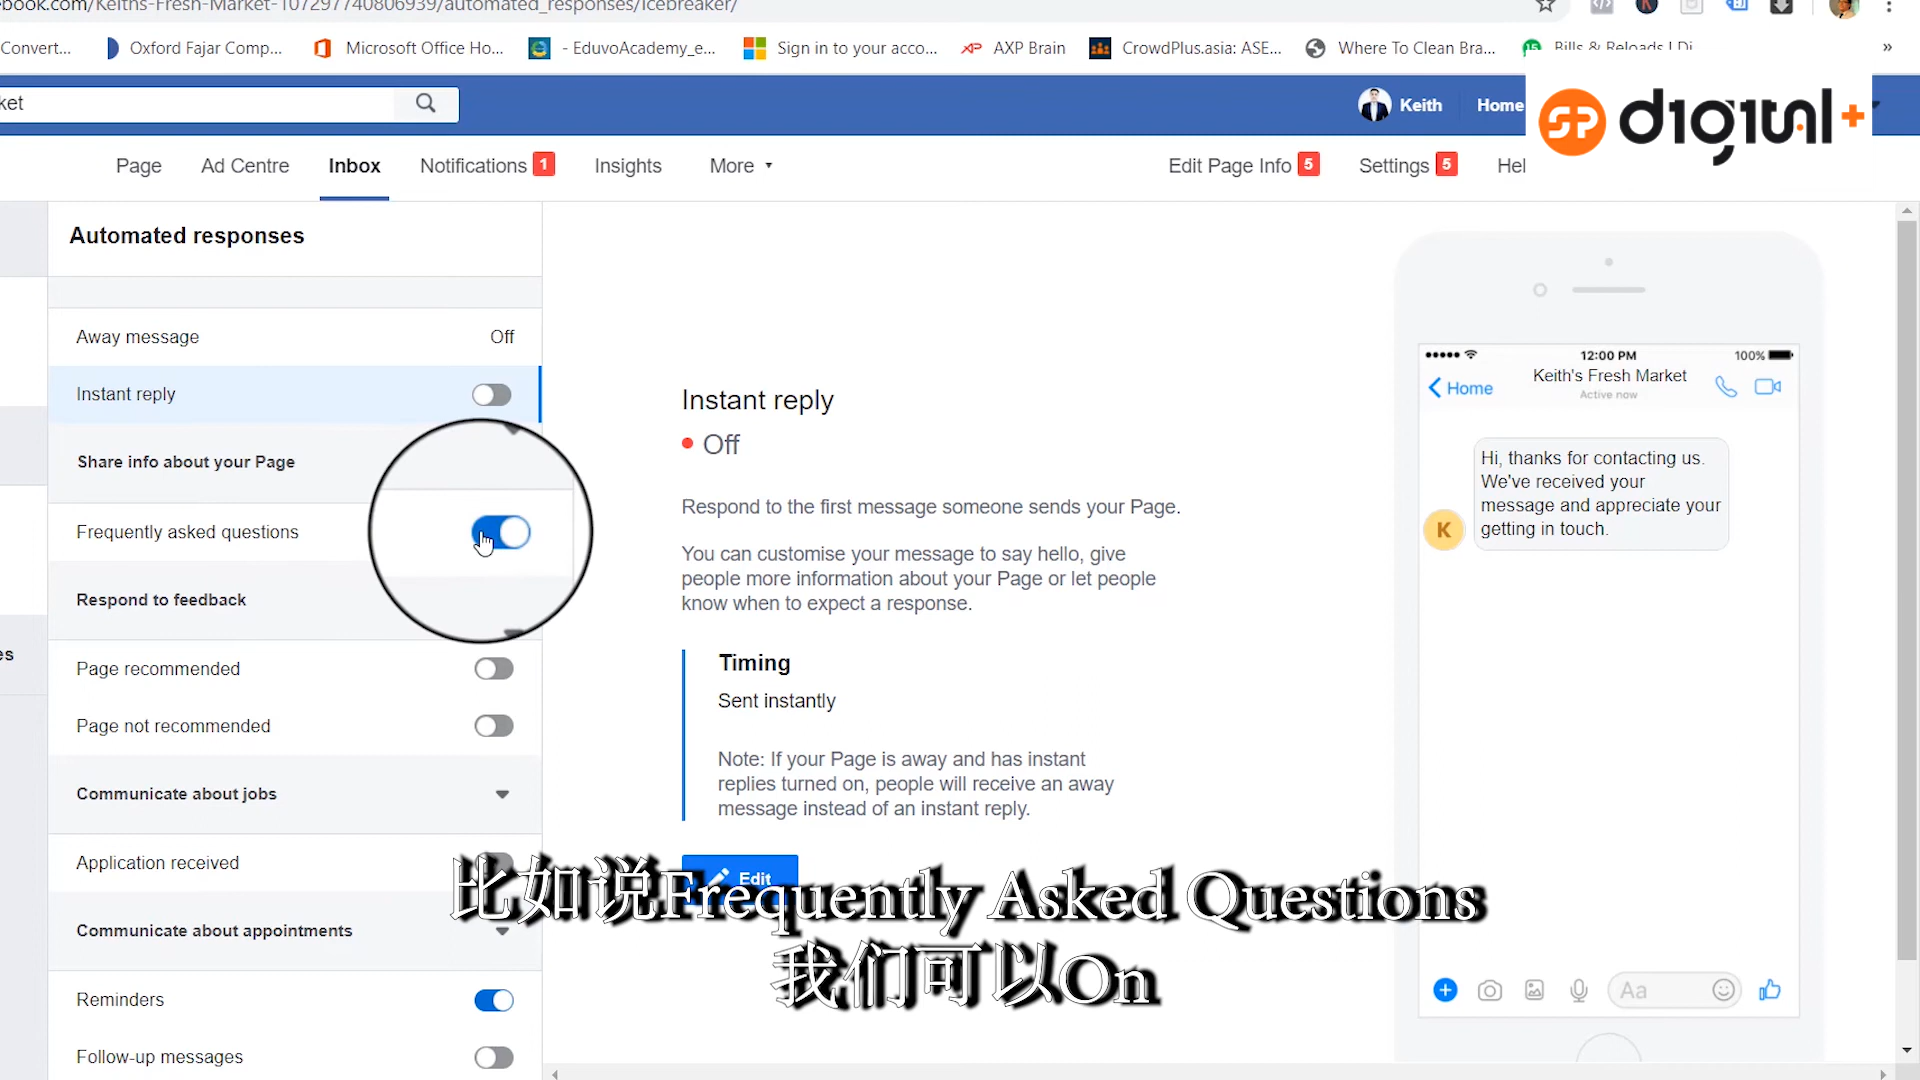 ebook.com/Keiths-Fresh-Market-107297740806939/automated_responses/icebreaker/
Convert...
Oxford Fajar Comp...
Microsoft Office Ho...
- EduvoAcademy_e...
Sign in to your acco...
AXP Brain
CrowdPlus.asia: ASE...
Where To Clean Bra...
Bills & Reloads | Di
»
ket
Keith
Home
SP digital+
Page
Ad Centre
Inbox
Notifications 1
Insights
More
Edit Page Info 5
Settings 5
Hel
Automated responses
Away message
Off
Instant reply
Share info about your Page
Frequently asked questions
Respond to feedback
es
Page recommended
Page not recommended
Communicate about jobs
Application received
Communicate about appointments
Reminders
Follow-up messages
Instant reply
Off
Respond to the first message someone sends your Page.
You can customise your message to say hello, give
people more information about your Page or let people
know when to expect a response.
Timing
Sent instantly
Note: If your Page is away and has instant
replies turned on, people will receive an away
message instead of an instant reply.
Edit
12:00 PM
100%
Home
Keith's Fresh Market
Active now
Hi, thanks for contacting us.
We've received your
message and appreciate your
getting in touch.
K
Aa
比如说Frequently Asked Questions
我们可以On